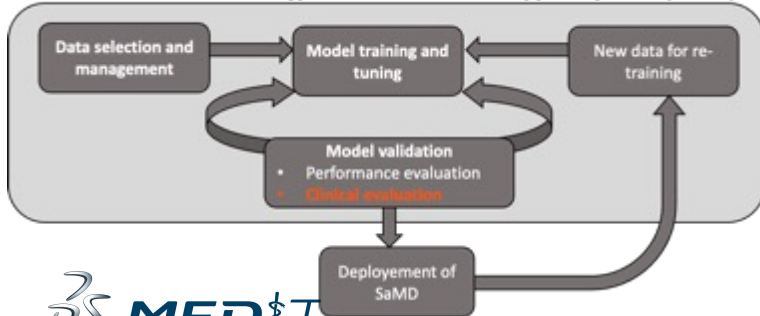 Data selection and
management
Model training and
tuning
New data for re-
training
Model validation
• Performance evaluation
• Clinical evaluation
Deployement of
SaMD